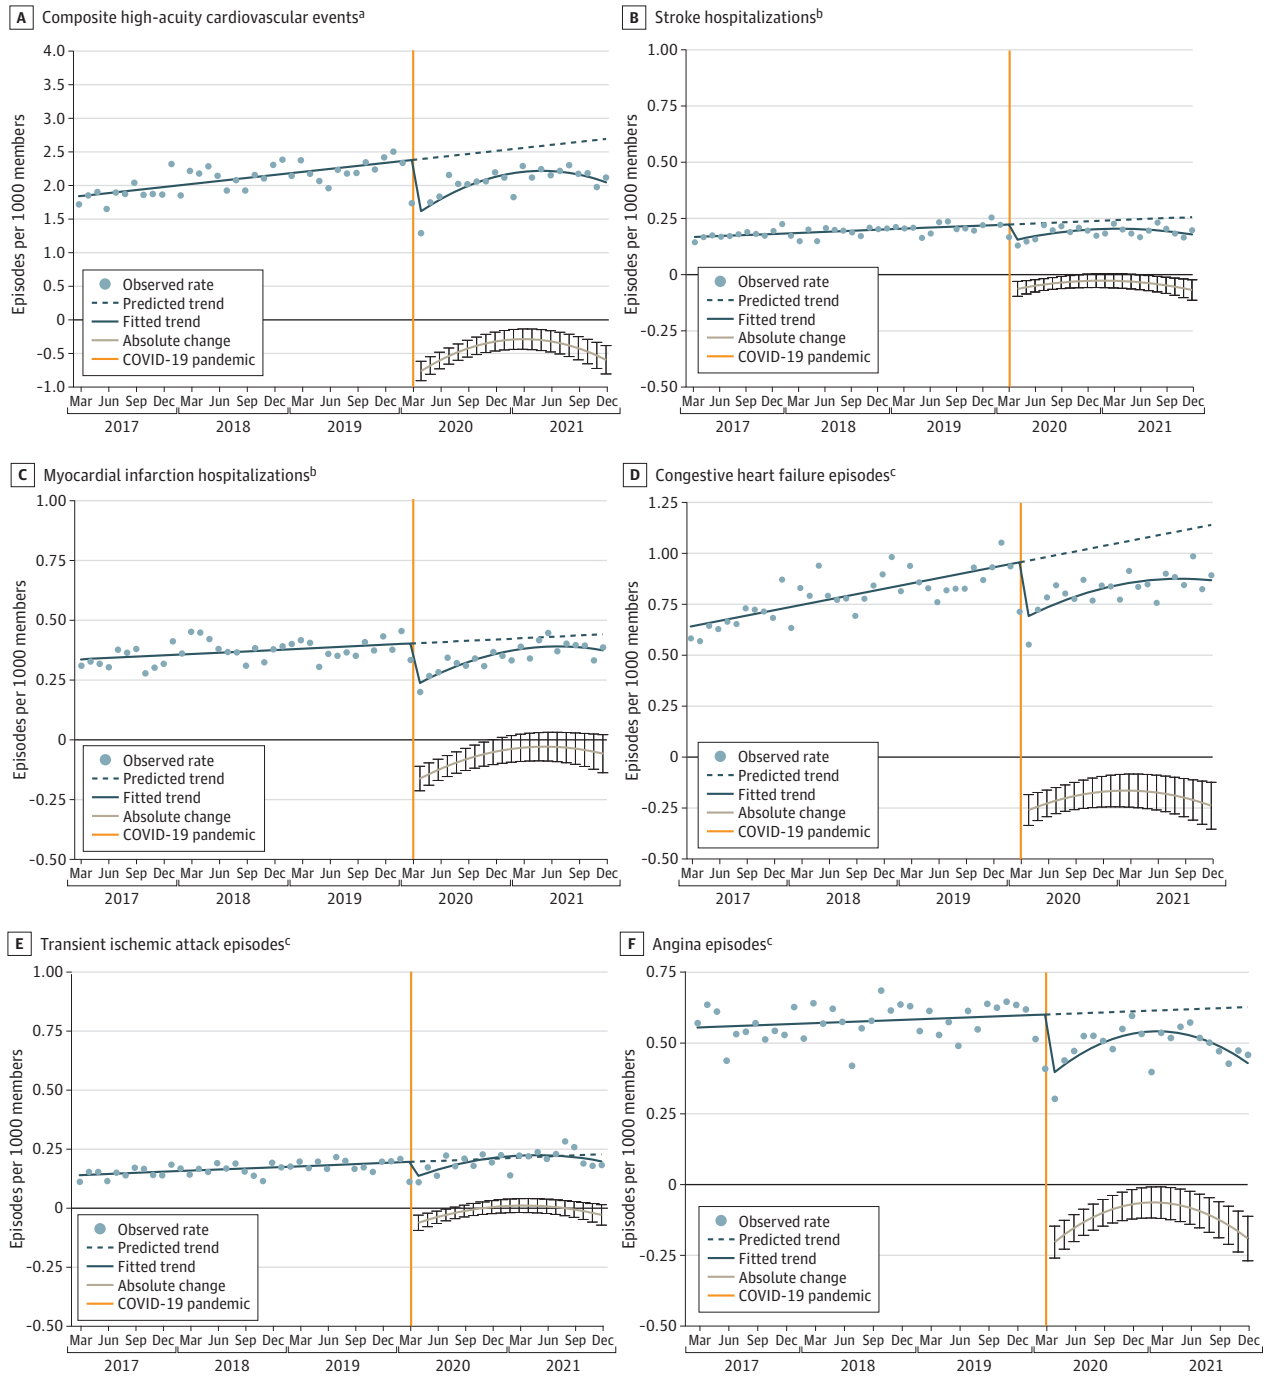 A Composite high-acuity cardiovascular eventsa
Episodes per 1000 members
4.0
3.5
3.0
2.5
2.0
1.5
1.0
0.5
0
-0.5
-1.0
Observed rate
Predicted trend
Fitted trend
Absolute change
COVID-19 pandemic
Mar Jun Sep Dec Mar Jun Sep Dec Mar Jun Sep Dec Mar Jun Sep Dec Mar Jun Sep Dec
2017 2018 2019 2020 2021
B Stroke hospitalizationsb
Episodes per 1000 members
1.00
0.75
0.50
0.25
0
-0.25
-0.50
Observed rate
Predicted trend
Fitted trend
Absolute change
COVID-19 pandemic
Mar Jun Sep Dec Mar Jun Sep Dec Mar Jun Sep Dec Mar Jun Sep Dec Mar Jun Sep Dec
2017 2018 2019 2020 2021
C Myocardial infarction hospitalizationsb
Episodes per 1000 members
1.00
0.75
0.50
0.25
0
-0.25
-0.50
Observed rate
Predicted trend
Fitted trend
Absolute change
COVID-19 pandemic
Mar Jun Sep Dec Mar Jun Sep Dec Mar Jun Sep Dec Mar Jun Sep Dec Mar Jun Sep Dec
2017 2018 2019 2020 2021
D Congestive heart failure episodesc
Episodes per 1000 members
1.25
1.00
0.75
0.50
0.25
0
-0.25
-0.50
Observed rate
Predicted trend
Fitted trend
Absolute change
COVID-19 pandemic
Mar Jun Sep Dec Mar Jun Sep Dec Mar Jun Sep Dec Mar Jun Sep Dec Mar Jun Sep Dec
2017 2018 2019 2020 2021
E Transient ischemic attack episodesc
Episodes per 1000 members
1.00
0.75
0.50
0.25
0
-0.25
-0.50
Observed rate
Predicted trend
Fitted trend
Absolute change
COVID-19 pandemic
Mar Jun Sep Dec Mar Jun Sep Dec Mar Jun Sep Dec Mar Jun Sep Dec Mar Jun Sep Dec
2017 2018 2019 2020 2021
F Angina episodesc
Episodes per 1000 members
0.75
0.50
0.25
0
-0.25
-0.50
Observed rate
Predicted trend
Fitted trend
Absolute change
COVID-19 pandemic
Mar Jun Sep Dec Mar Jun Sep Dec Mar Jun Sep Dec Mar Jun Sep Dec Mar Jun Sep Dec
2017 2018 2019 2020 2021